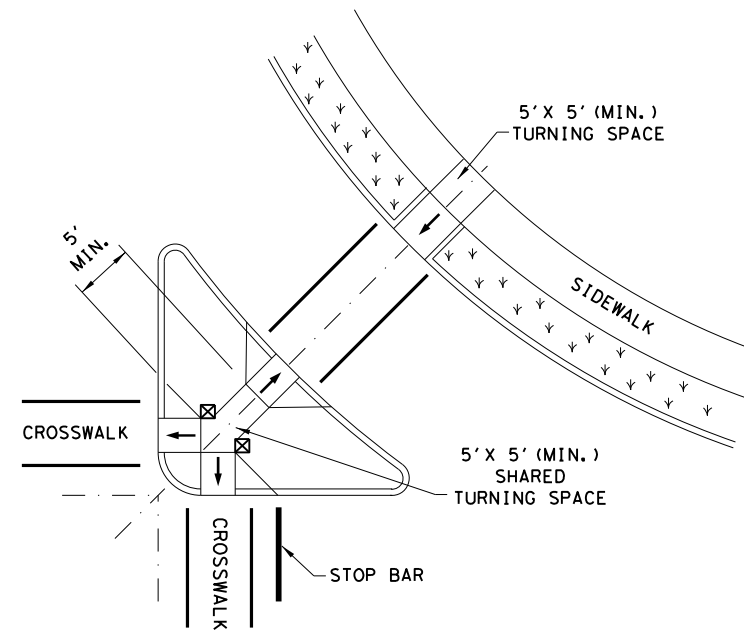 5' X 5' (MIN.)
TURNING SPACE
5'
MIN.
SIDEWALK
CROSSWALK
5' X 5' (MIN.)
SHARED
TURNING SPACE
CROSSWALK
STOP BAR